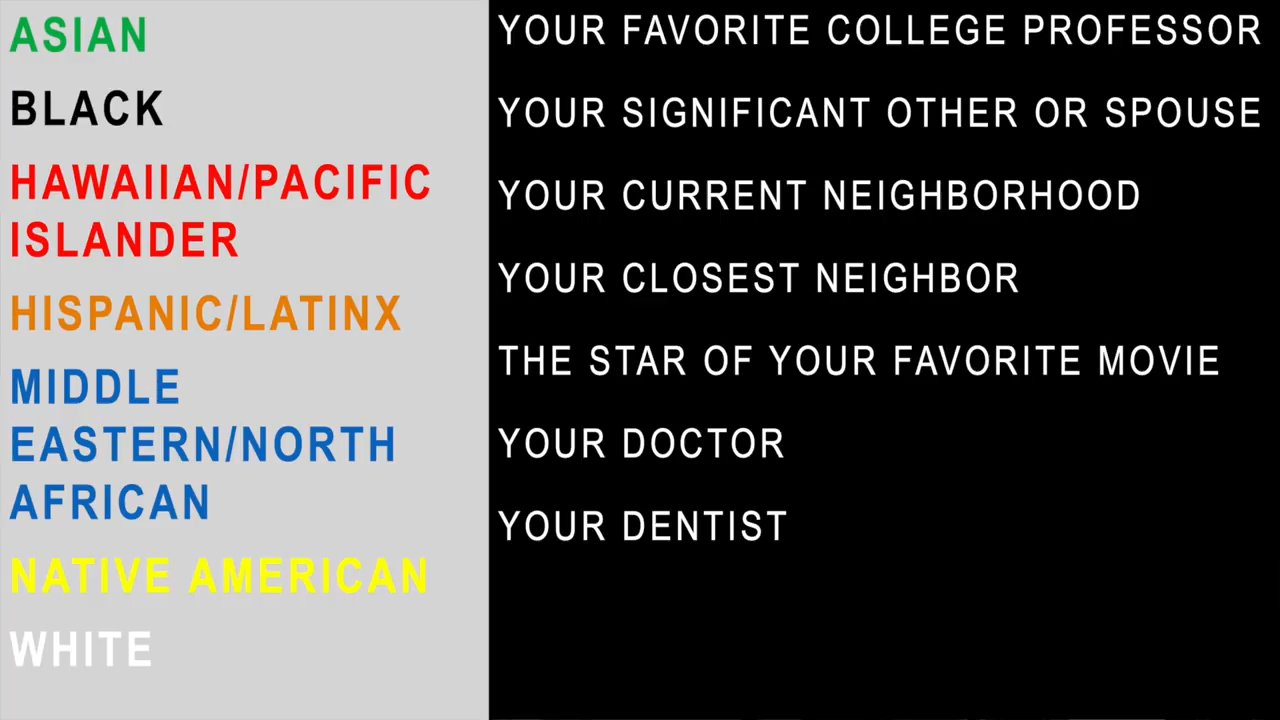 ASIAN
BLACK
HAWAIIAN/PACIFIC
ISLANDER
HISPANIC/LATINX
MIDDLE
EASTERN/NORTH
AFRICAN
NATIVE AMERICAN
WHITE
YOUR FAVORITE COLLEGE PROFESSOR
YOUR SIGNIFICANT OTHER OR SPOUSE
YOUR CURRENT NEIGHBORHOOD
YOUR CLOSEST NEIGHBOR
THE STAR OF YOUR FAVORITE MOVIE
YOUR DOCTOR
YOUR DENTIST